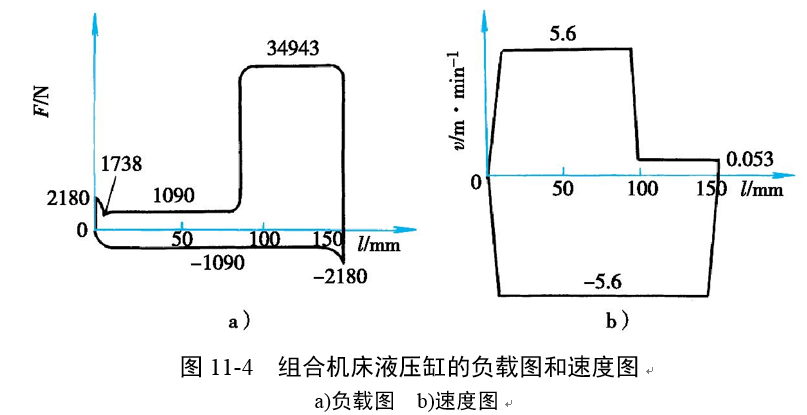 34943
F/N
1738
2180
1090
0
50
100
150
l/mm
-1090
-2180
a)
5.6
v/m·min⁻¹
0.053
0
50
100
150
l/mm
-5.6
b)
图 11-4 组合机床液压缸的负载图和速度图
a)负载图 b)速度图